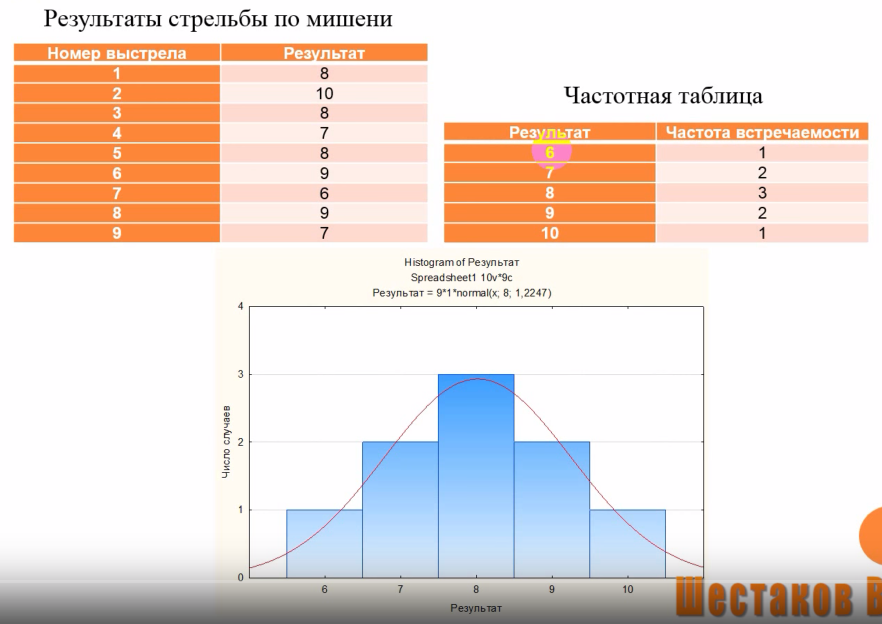 Результаты стрельбы по мишени
Номер выстрела Результат
1 8
2 10
3 8
4 7
5 8
6 9
7 6
8 9
9 7
Частотная таблица
Результат Частота встречаемости
6 1
7 2
8 3
9 2
10 1
Histogram of Результат
Spreadsheet1 10v*9c
Результат = 9*1*normal(x; 8; 1,2247)
Число случаев
4
3
2
1
0
6 7 8 9 10
Результат
Шестаков В